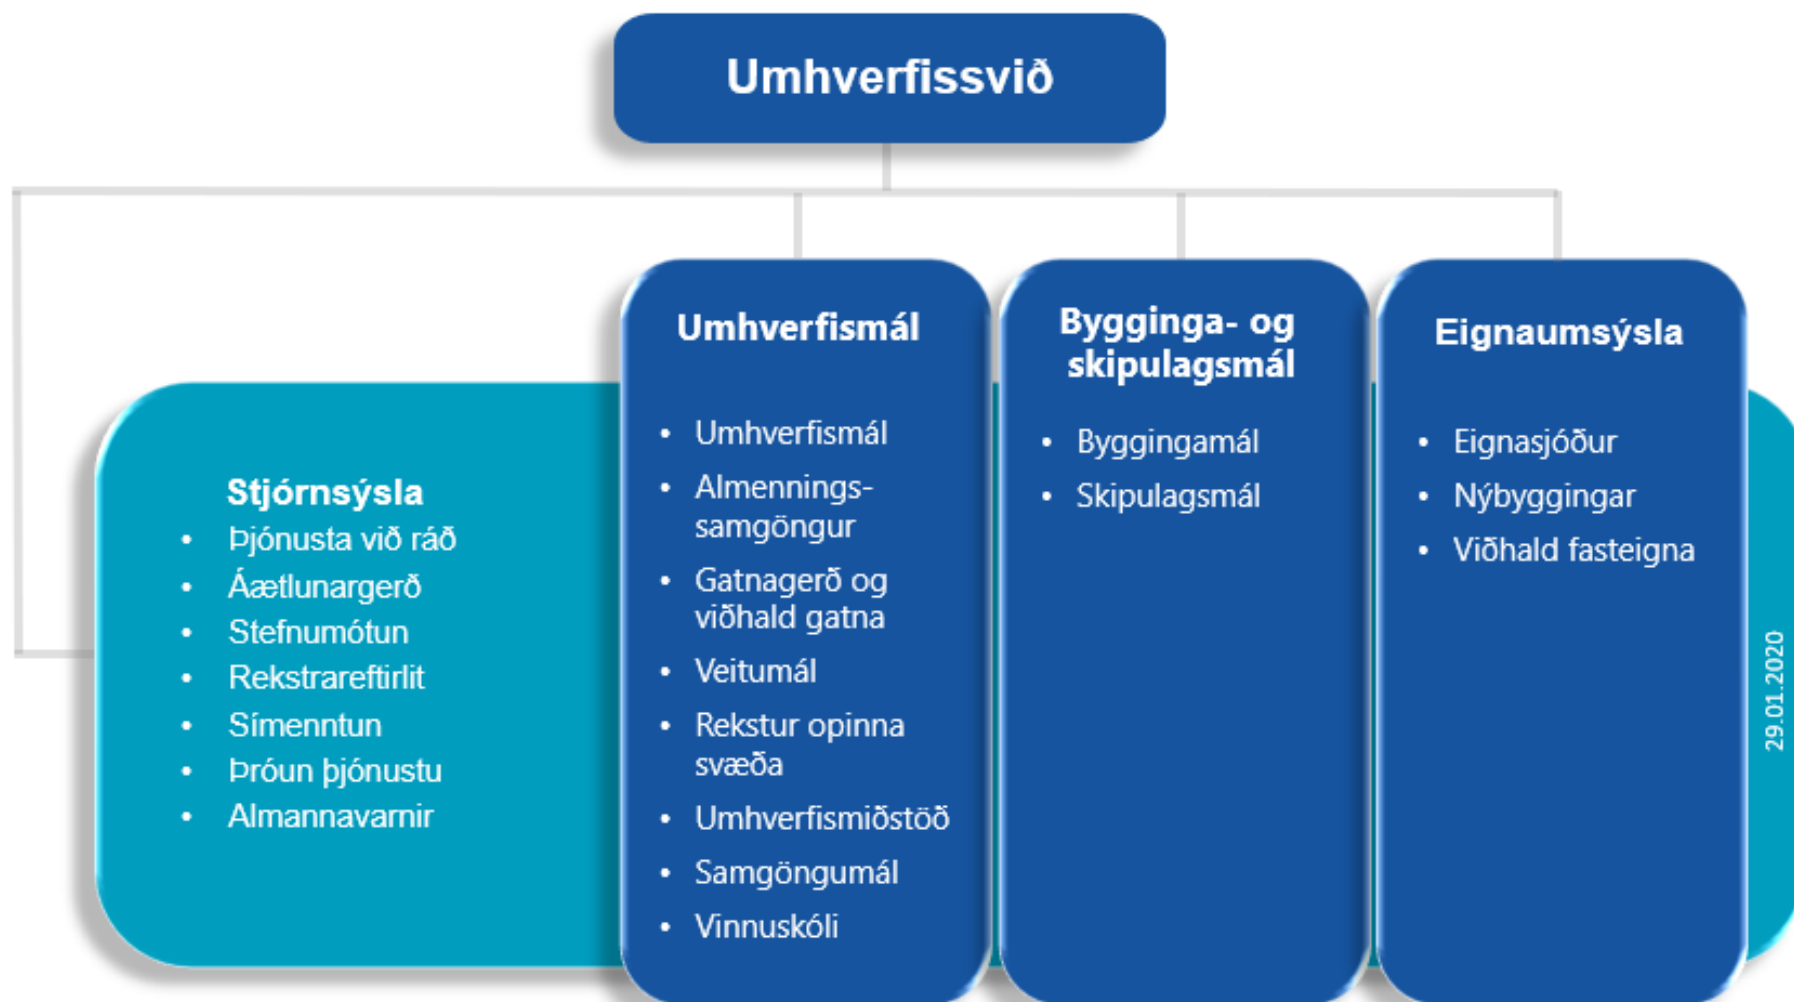 Umhverfissvið
Stjórnsýsla
• Þjónusta við ráð
• Áætlunargerð
• Stefnumótun
• Rekstrareftirlit
• Símenntun
• Þróun þjónustu
• Almannavarnir
Umhverfismál
• Umhverfismál
• Almennings-
samgöngur
• Gatnagerð og
viðhald gatna
• Veitumál
• Rekstur opinna
svæða
• Umhverfismiðstöð
• Samgöngumál
• Vinnuskóli
Bygginga- og
skipulagsmál
• Byggingamál
• Skipulagsmál
Eignaumsýsla
• Eignasjóður
• Nýbyggingar
• Viðhald fasteigna
29.01.2020